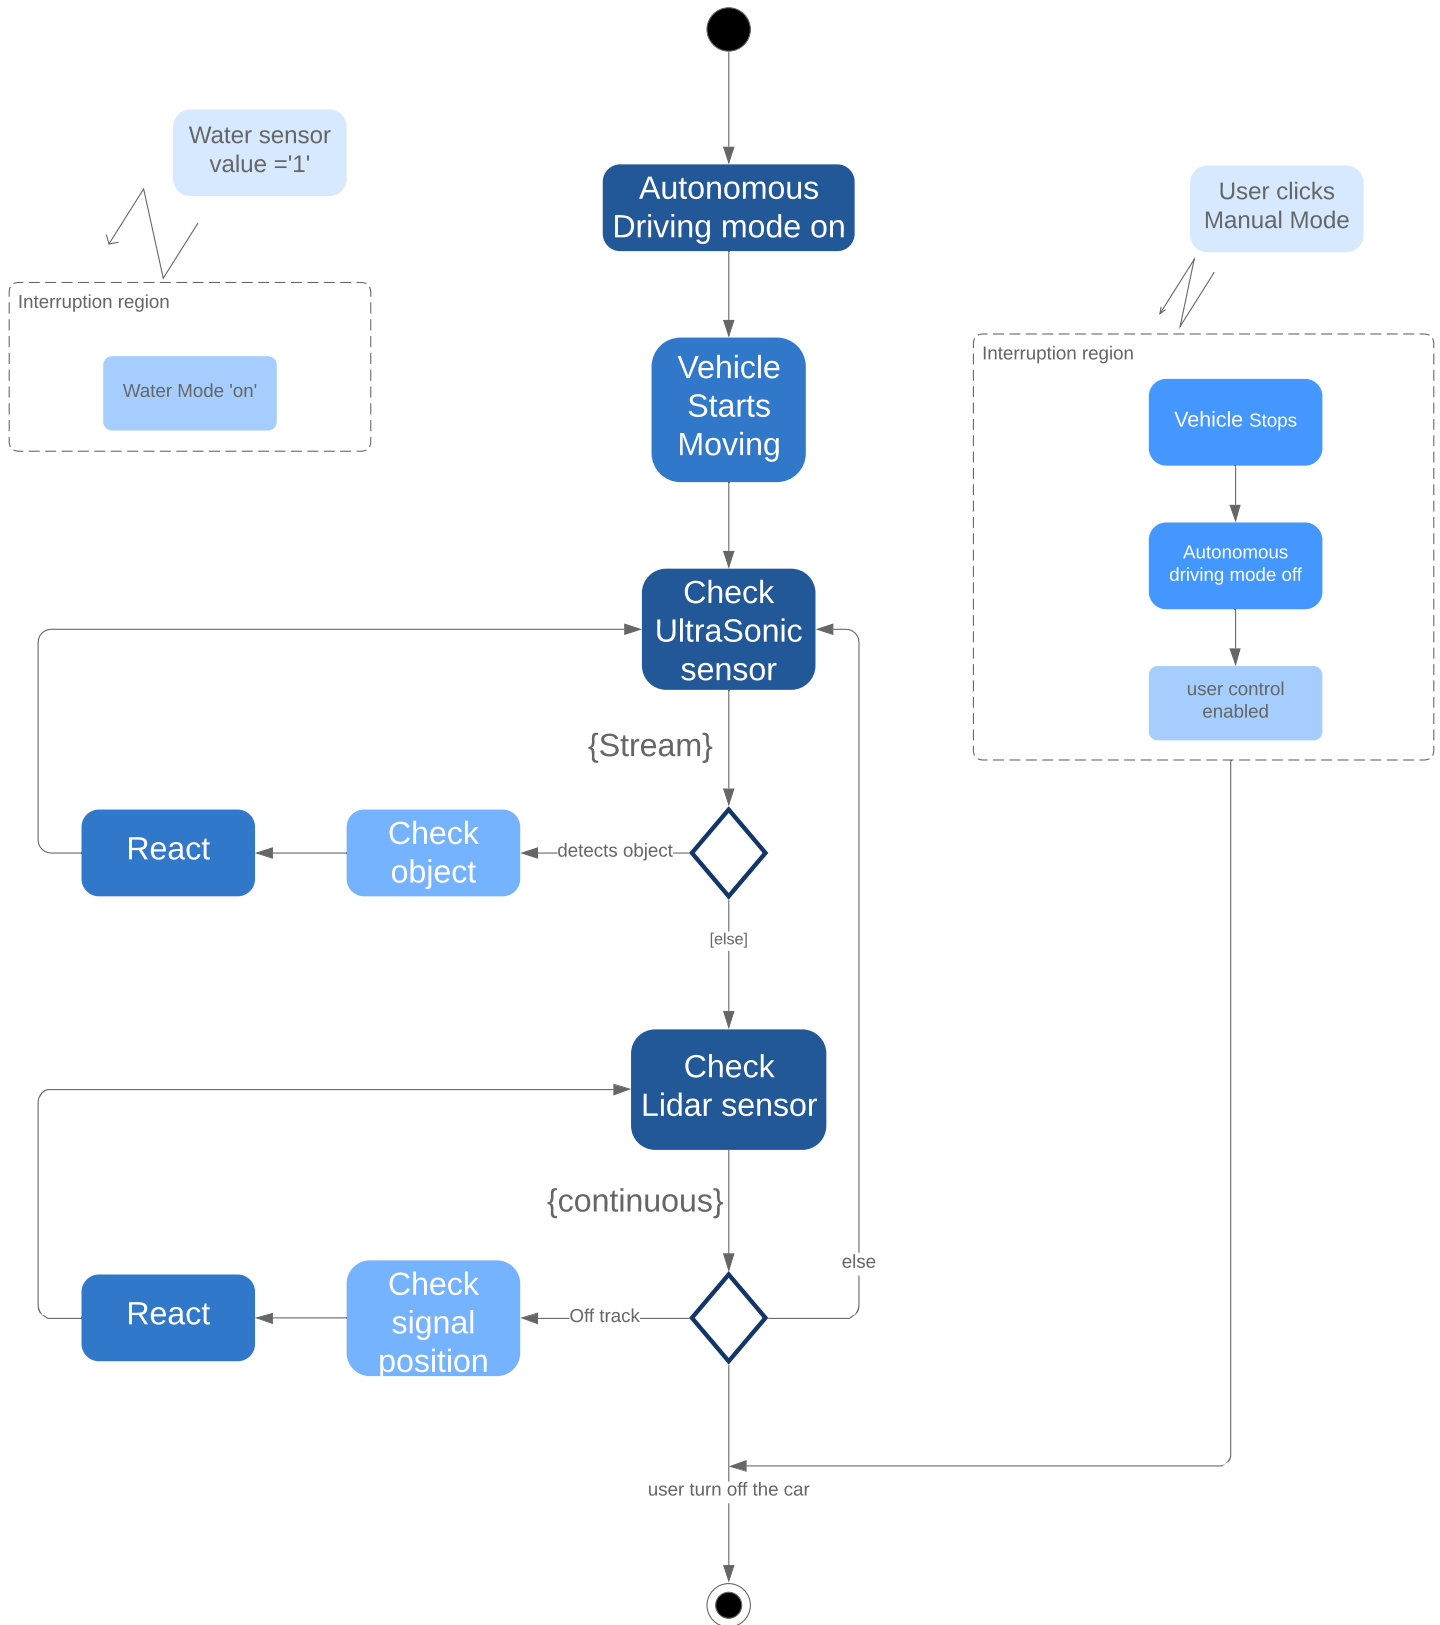 Water sensor
value ='1'
Autonomous
Driving mode on
User clicks
Manual Mode
Interruption region
Water Mode 'on'
Vehicle
Starts
Moving
Interruption region
Vehicle Stops
Autonomous
driving mode off
user control
enabled
Check
UltraSonic
sensor
{Stream}
React
Check
object
detects object
[else]
Check
Lidar sensor
{continuous}
else
React
Check
signal
position
Off track
user turn off the car